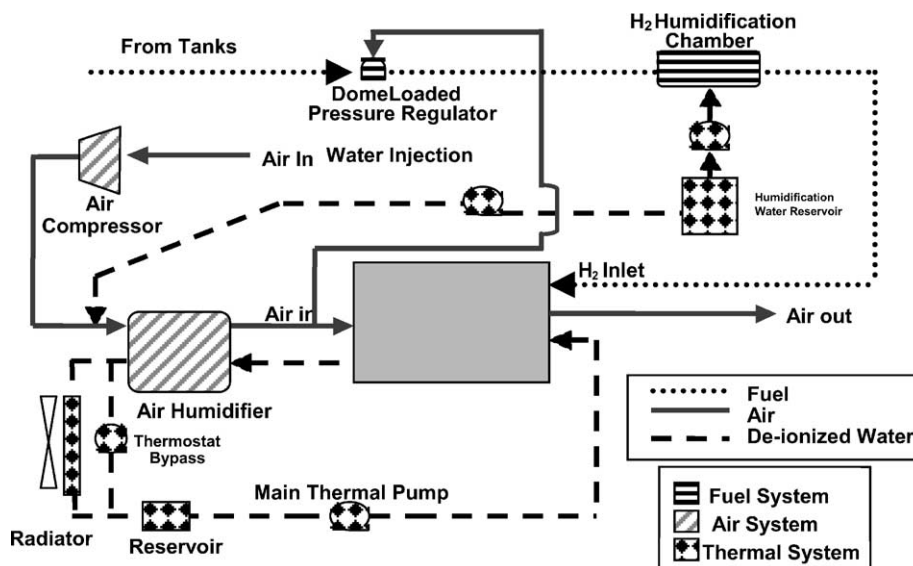 From Tanks
H₂ Humidification
Chamber
DomeLoaded
Pressure Regulator
Air In
Water Injection
Air
Compressor
Humidification
Water Reservoir
H₂ Inlet
Air in
Air out
Air Humidifier
Thermostat
Bypass
Main Thermal Pump
Radiator
Reservoir
Fuel
Air
De-ionized Water
Fuel System
Air System
Thermal System